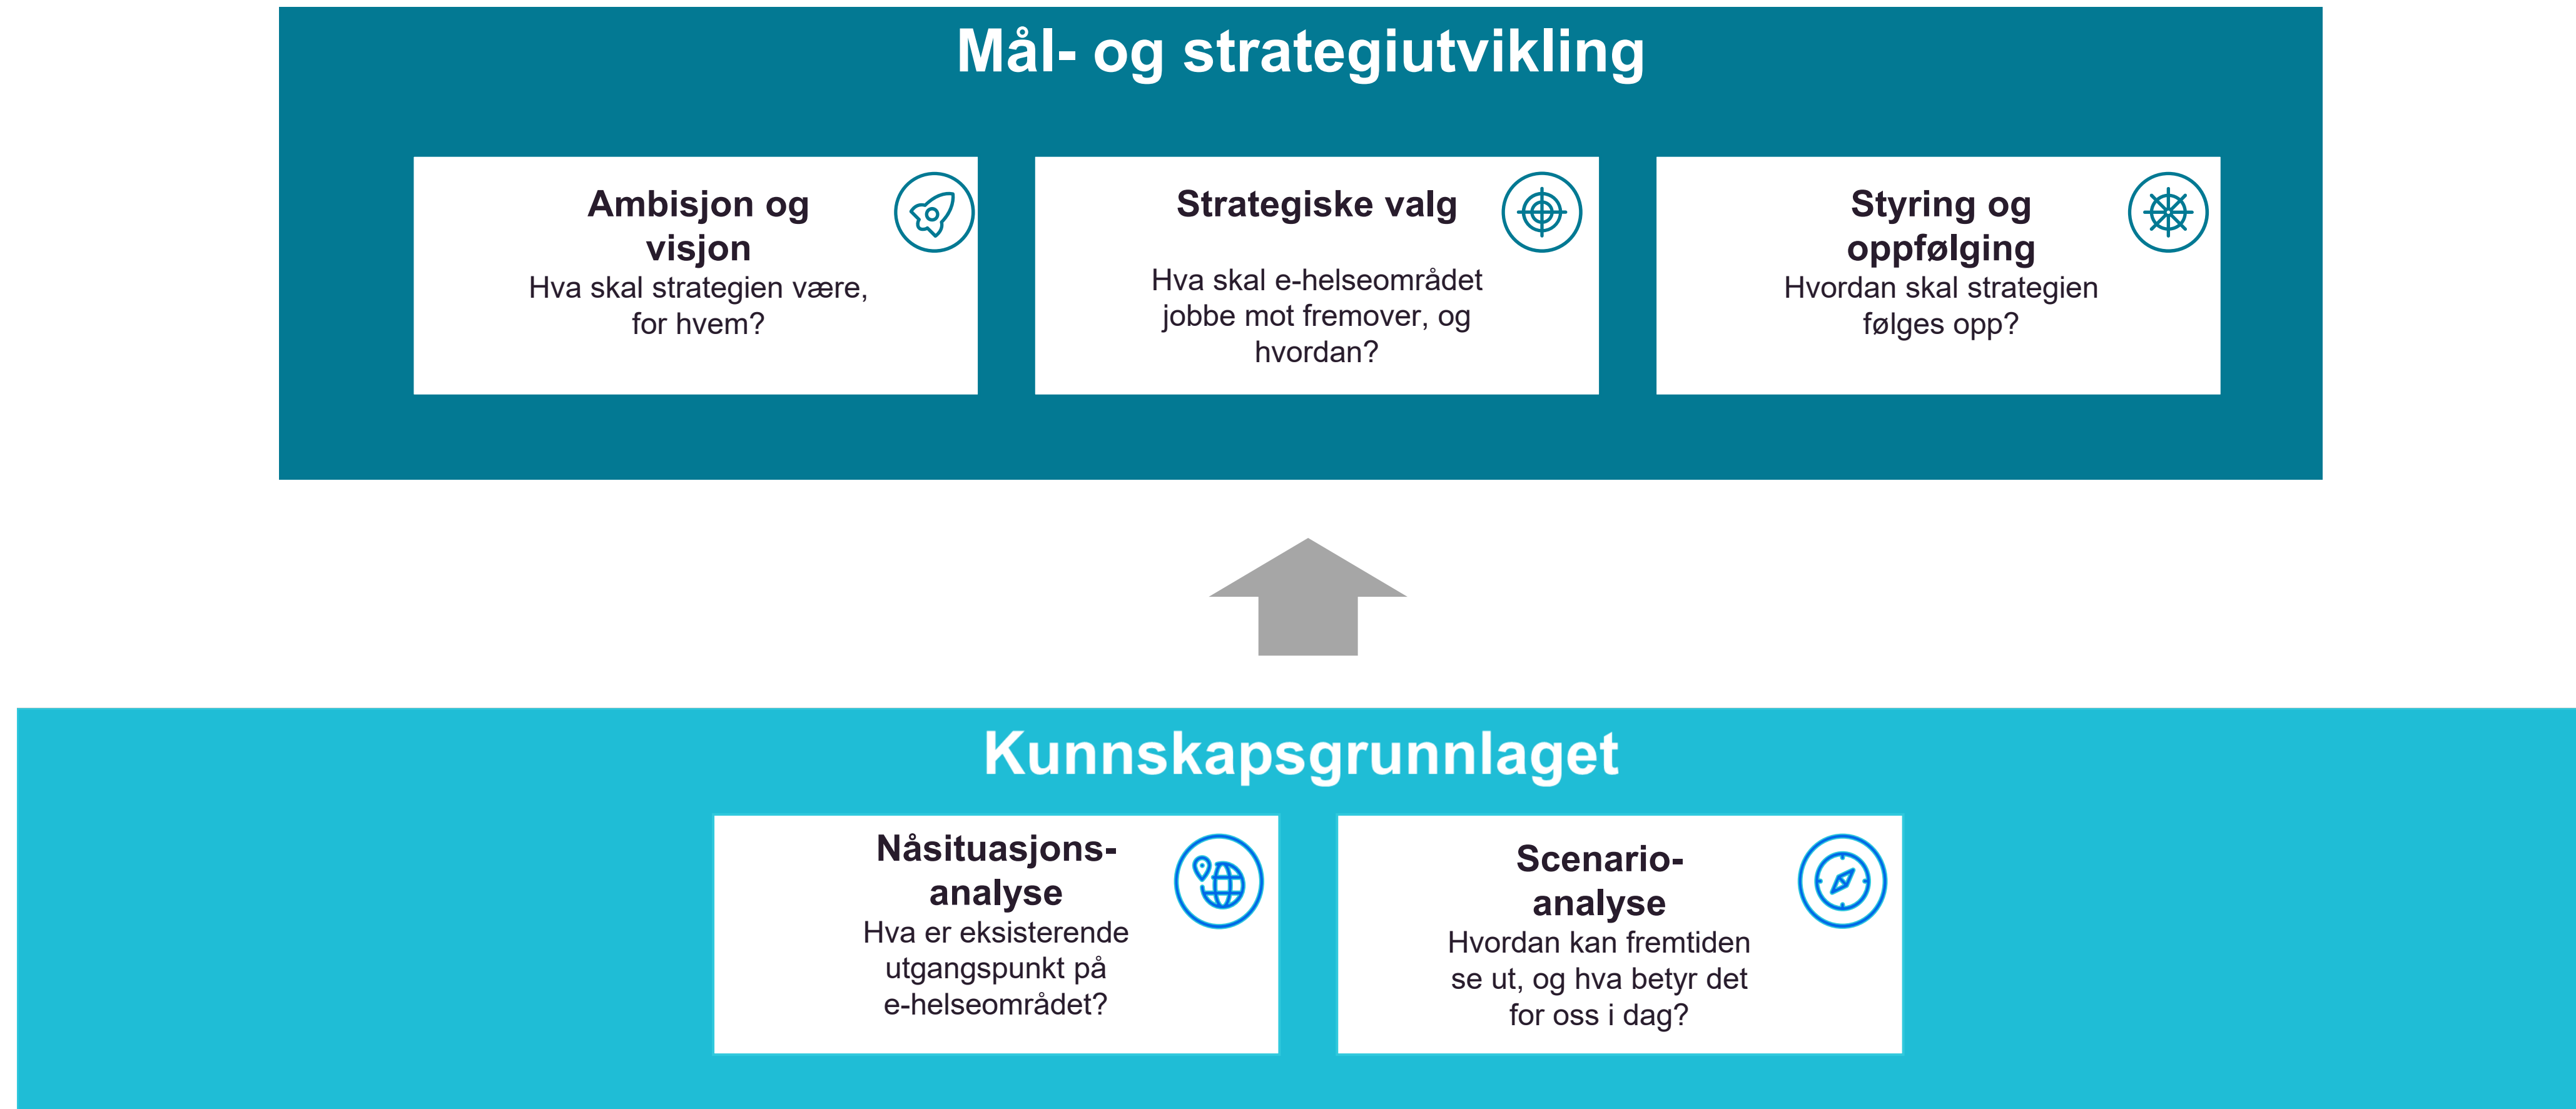 Mål- og strategiutvikling
Ambisjon og
visjon
Hva skal strategien være,
for hvem?
Strategiske valg
Hva skal e-helseområdet
jobbe mot fremover, og
hvordan?
Styring og
oppfølging
Hvordan skal strategien
følges opp?
Kunnskapsgrunnlaget
Nåsituasjons-
analyse
Hva er eksisterende
utgangspunkt på
e-helseområdet?
Scenario-
analyse
Hvordan kan fremtiden
se ut, og hva betyr det
for oss i dag?